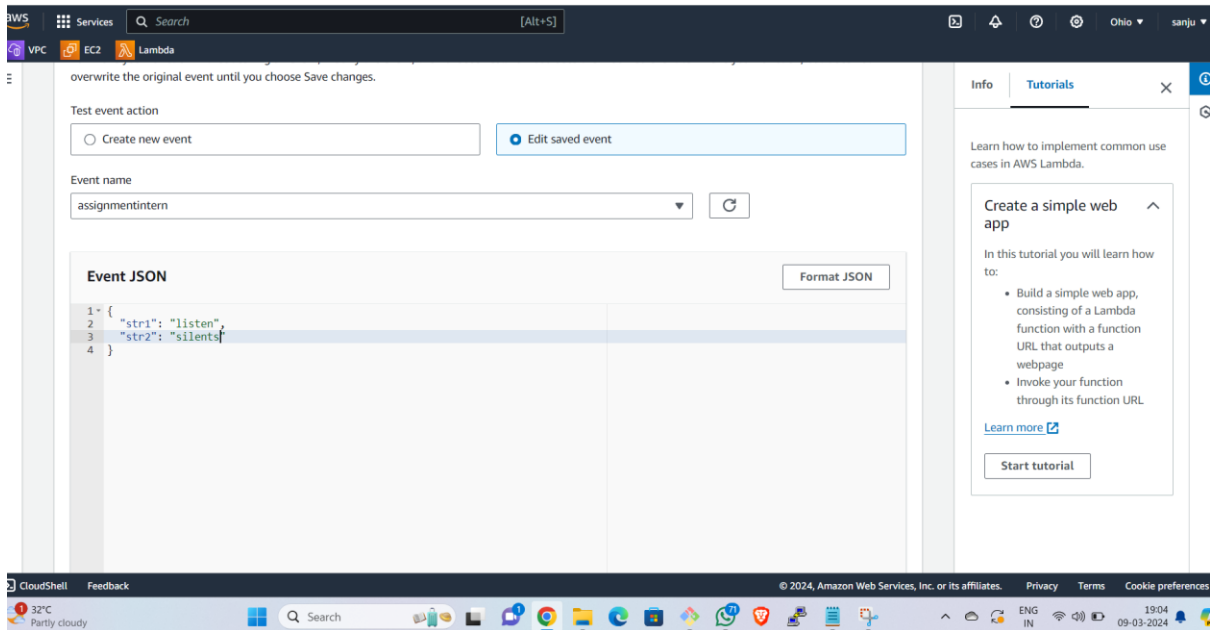 aws
Services
Search
[Alt+S]
Ohio
sanju
VPC
EC2
Lambda
overwrite the original event until you choose Save changes.
Test event action
Create new event
Edit saved event
Event name
assignmentintern
Event JSON
Format JSON
1 {
2 "str1": "listen",
3 "str2": "silents"
4 }
Info
Tutorials
Learn how to implement common use
cases in AWS Lambda.
Create a simple web
app
In this tutorial you will learn how
to:
• Build a simple web app,
consisting of a Lambda
function with a function
URL that outputs a
webpage
• Invoke your function
through its function URL
Learn more
Start tutorial
CloudShell
Feedback
© 2024, Amazon Web Services, Inc. or its affiliates.
Privacy
Terms
Cookie preferences
1
32°C
Partly cloudy
Search
1
71
ENG
IN
19:04
09-03-2024